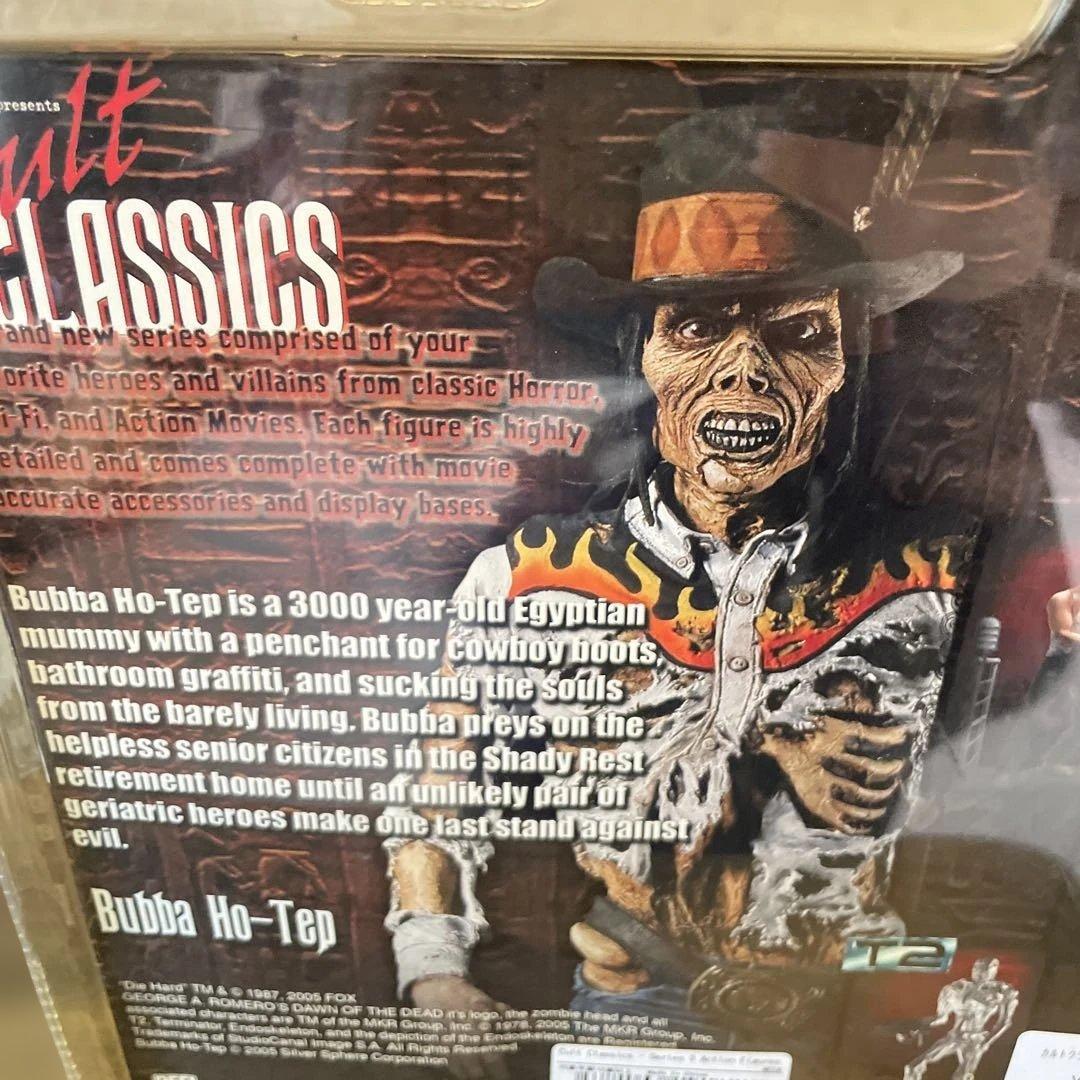 presents
ult
CLASSICS
and new series comprised of your
orite heroes and villains from classic Horror,
i-Fi, and Action Movies. Each figure is highly
etailed and comes complete with movie
accurate accessories and display bases.
Bubba Ho-Tep is a 3000 year-old Egyptian
mummy with a penchant for Cowboy boots,
bathroom graffiti, and sucking the souls
from the barely living. Bubba preys on the
helpless senior citizens in the Shady Rest
retirement home until an unlikely pair of
geriatric heroes make one last stand against
evil.
Bubba Ho-Tep
T2
"Die Hard" TM & © 1987, 2005 FOX
GEORGE A. ROMERO'S DAWN OF THE DEAD it's logo, the zombie head and all
associated characters are TM of the MKR Group, Inc. © 1978, 2005 The MKR Group, Inc.
T2, Terminator, Endoskeleton, and the depiction of the Endoskeleton are Registered
Trademarks of StudioCanal Image S.A. All Rights Reserved.
Bubba Ho-Tep © 2005 Silver Sphere Corporation
Cult Classics - Series 2 Action Figures